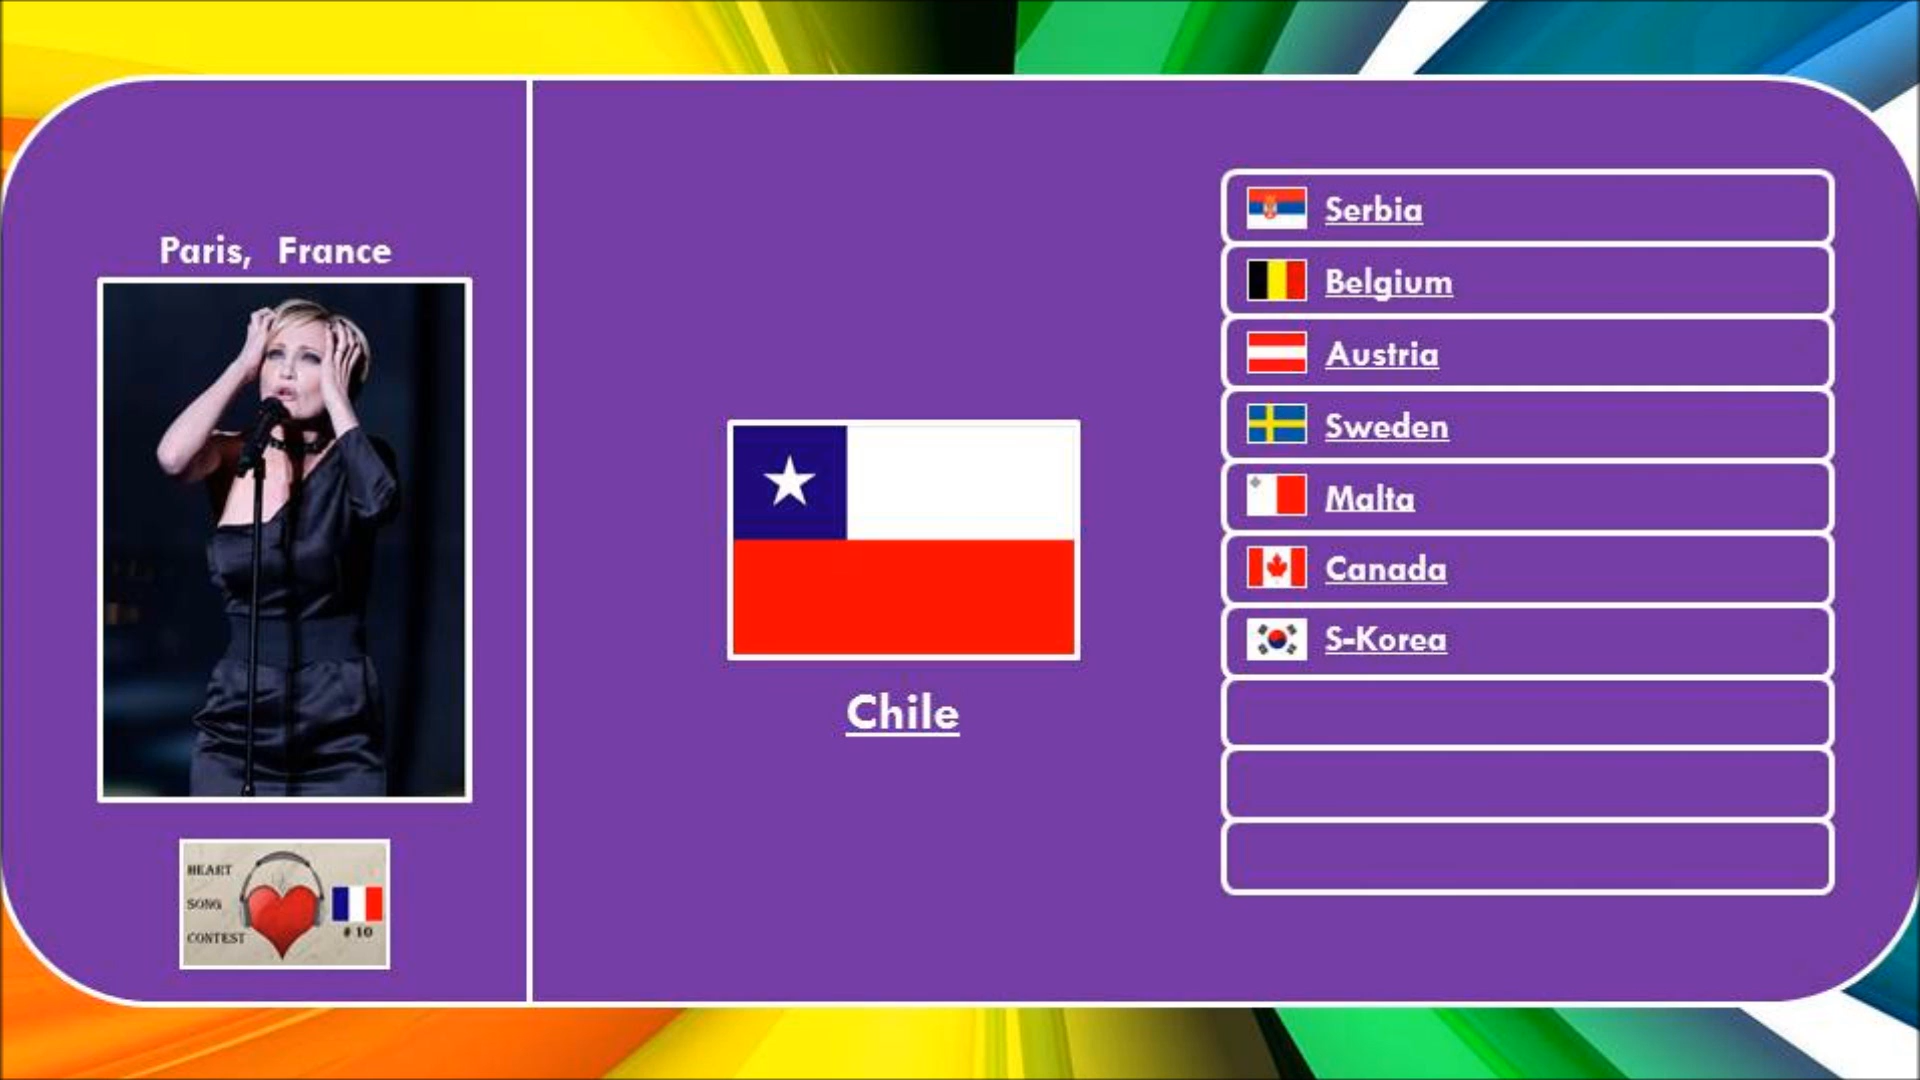 Paris, France
HEART
SONG
CONTEST
# 10
Chile
Serbia
Belgium
Austria
Sweden
Malta
Canada
S-Korea